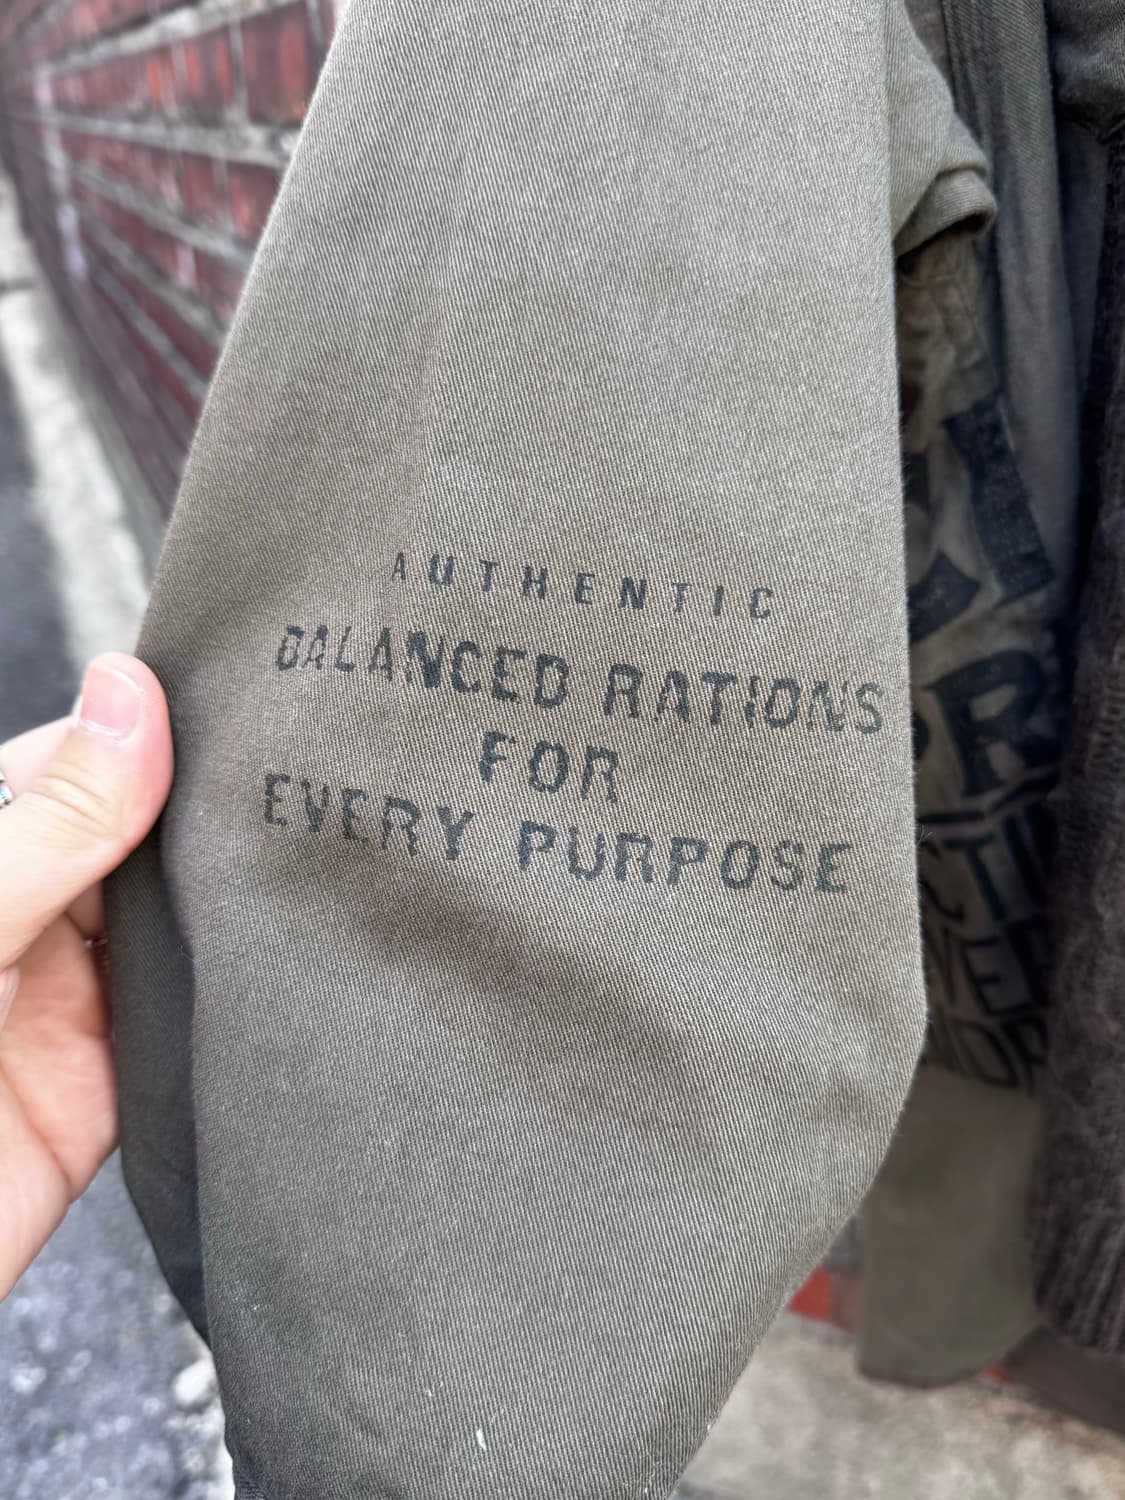 AUTHENTIC
BALANCED RATIONS
FOR
EVERY PURPOSE